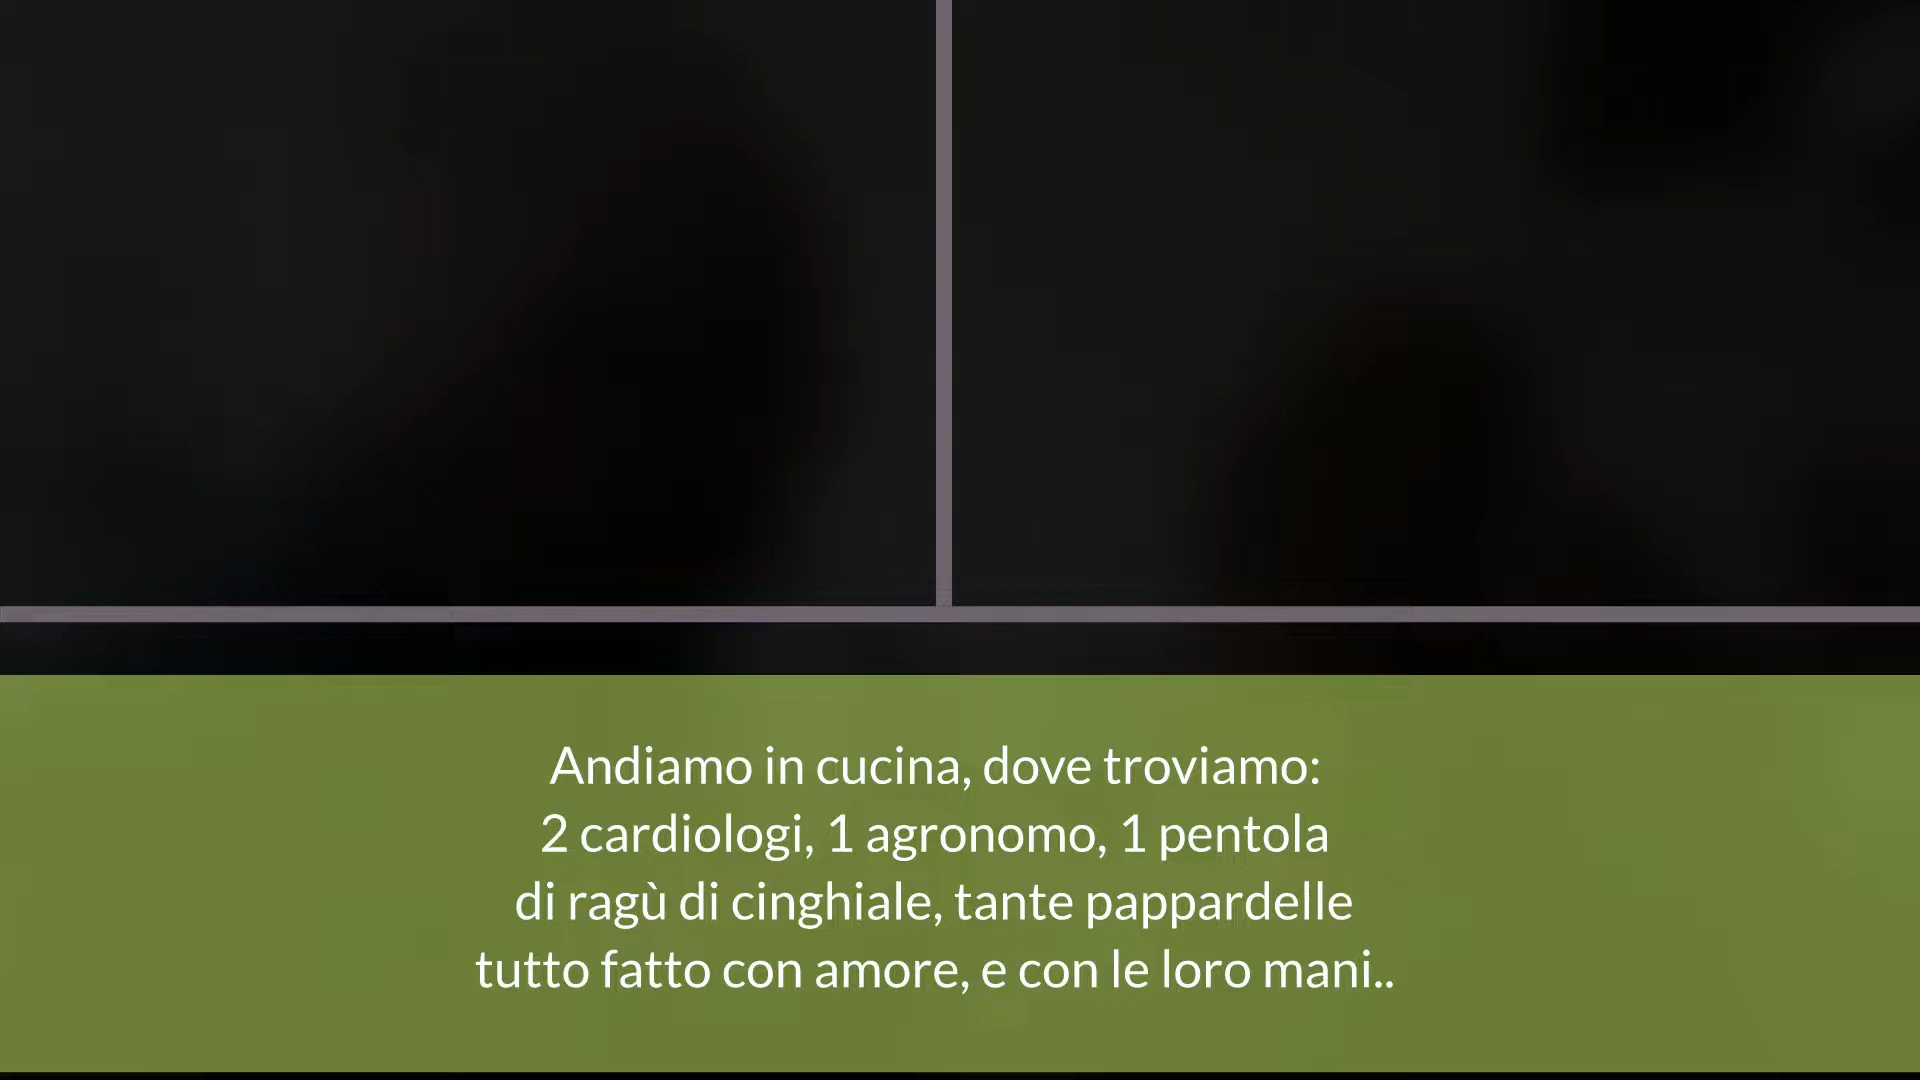 Andiamo in cucina, dove troviamo:
2 cardiologi, 1 agronomo, 1 pentola
di ragù di cinghiale, tante pappardelle
tutto fatto con amore, e con le loro mani..